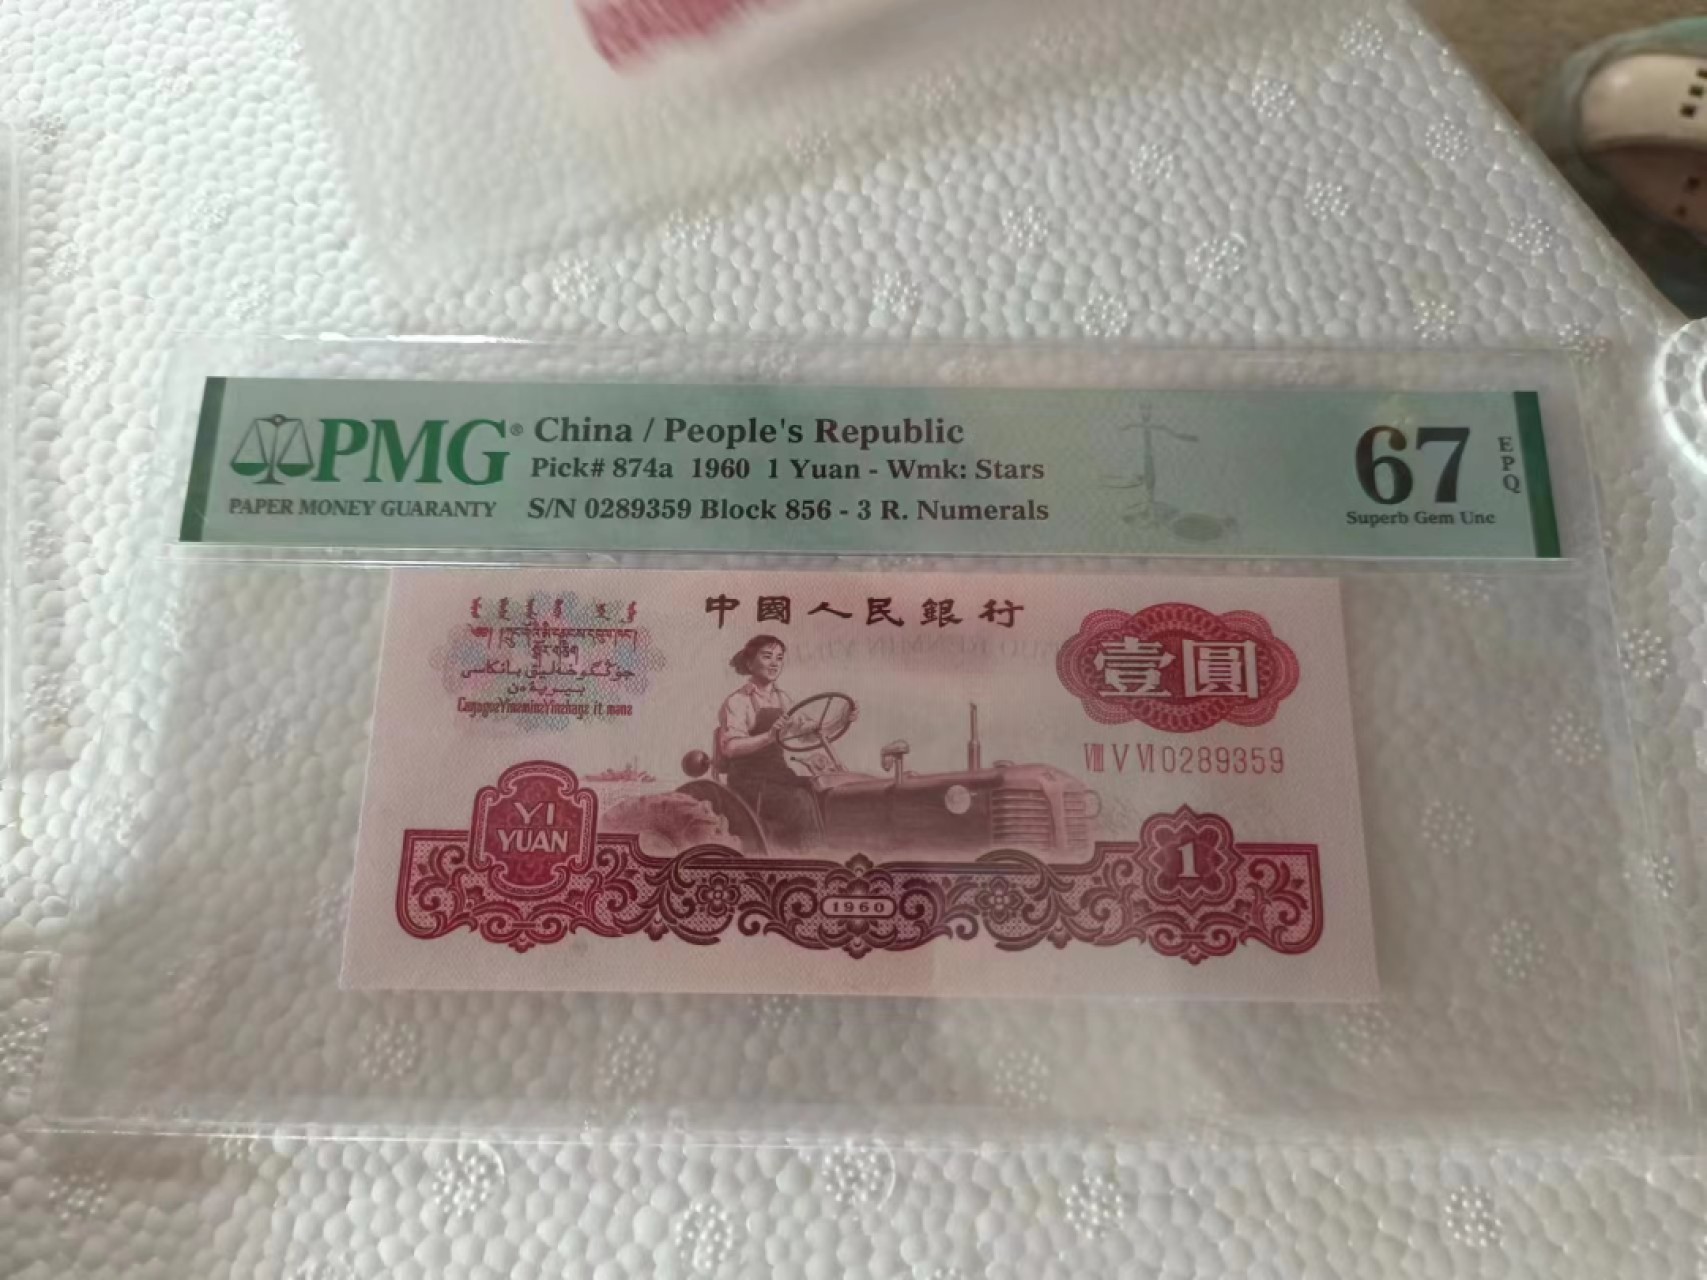 PMG®
PAPER MONEY GUARANTY
China / People's Republic
Pick# 874a 1960 1 Yuan - Wmk: Stars
S/N 0289359 Block 856 - 3 R. Numerals
67
EPQ
Superb Gem Unc
中國人民銀行
壹圓
VIII V VI 0289359
YI
YUAN
1
1960